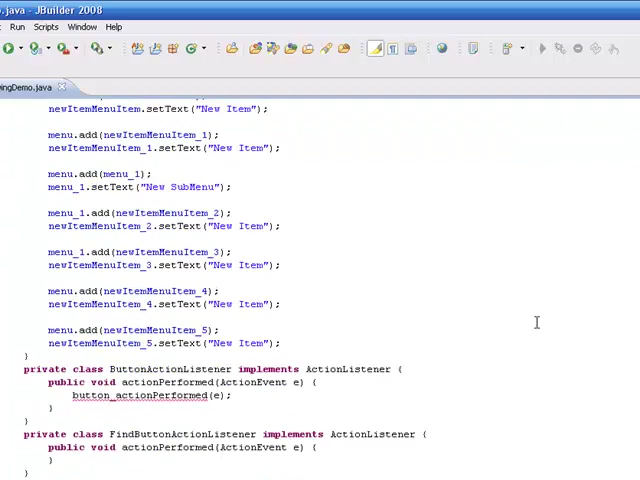 .java - JBuilder 2008
Run Scripts Window Help
ingDemo.java
newItemMenuItem.setText("New Item");
menu.add(newItemMenuItem_1);
newItemMenuItem_1.setText("New Item");
menu.add(menu_1);
menu_1.setText("New SubMenu");
menu_1.add(newItemMenuItem_2);
newItemMenuItem_2.setText("New Item");
menu_1.add(newItemMenuItem_3);
newItemMenuItem_3.setText("New Item");
menu.add(newItemMenuItem_4);
newItemMenuItem_4.setText("New Item");
menu.add(newItemMenuItem_5);
newItemMenuItem_5.setText("New Item");
}
private class ButtonActionListener implements ActionListener {
public void actionPerformed(ActionEvent e) {
button_actionPerformed(e);
}
}
private class FindButtonActionListener implements ActionListener {
public void actionPerformed(ActionEvent e) {
}
}